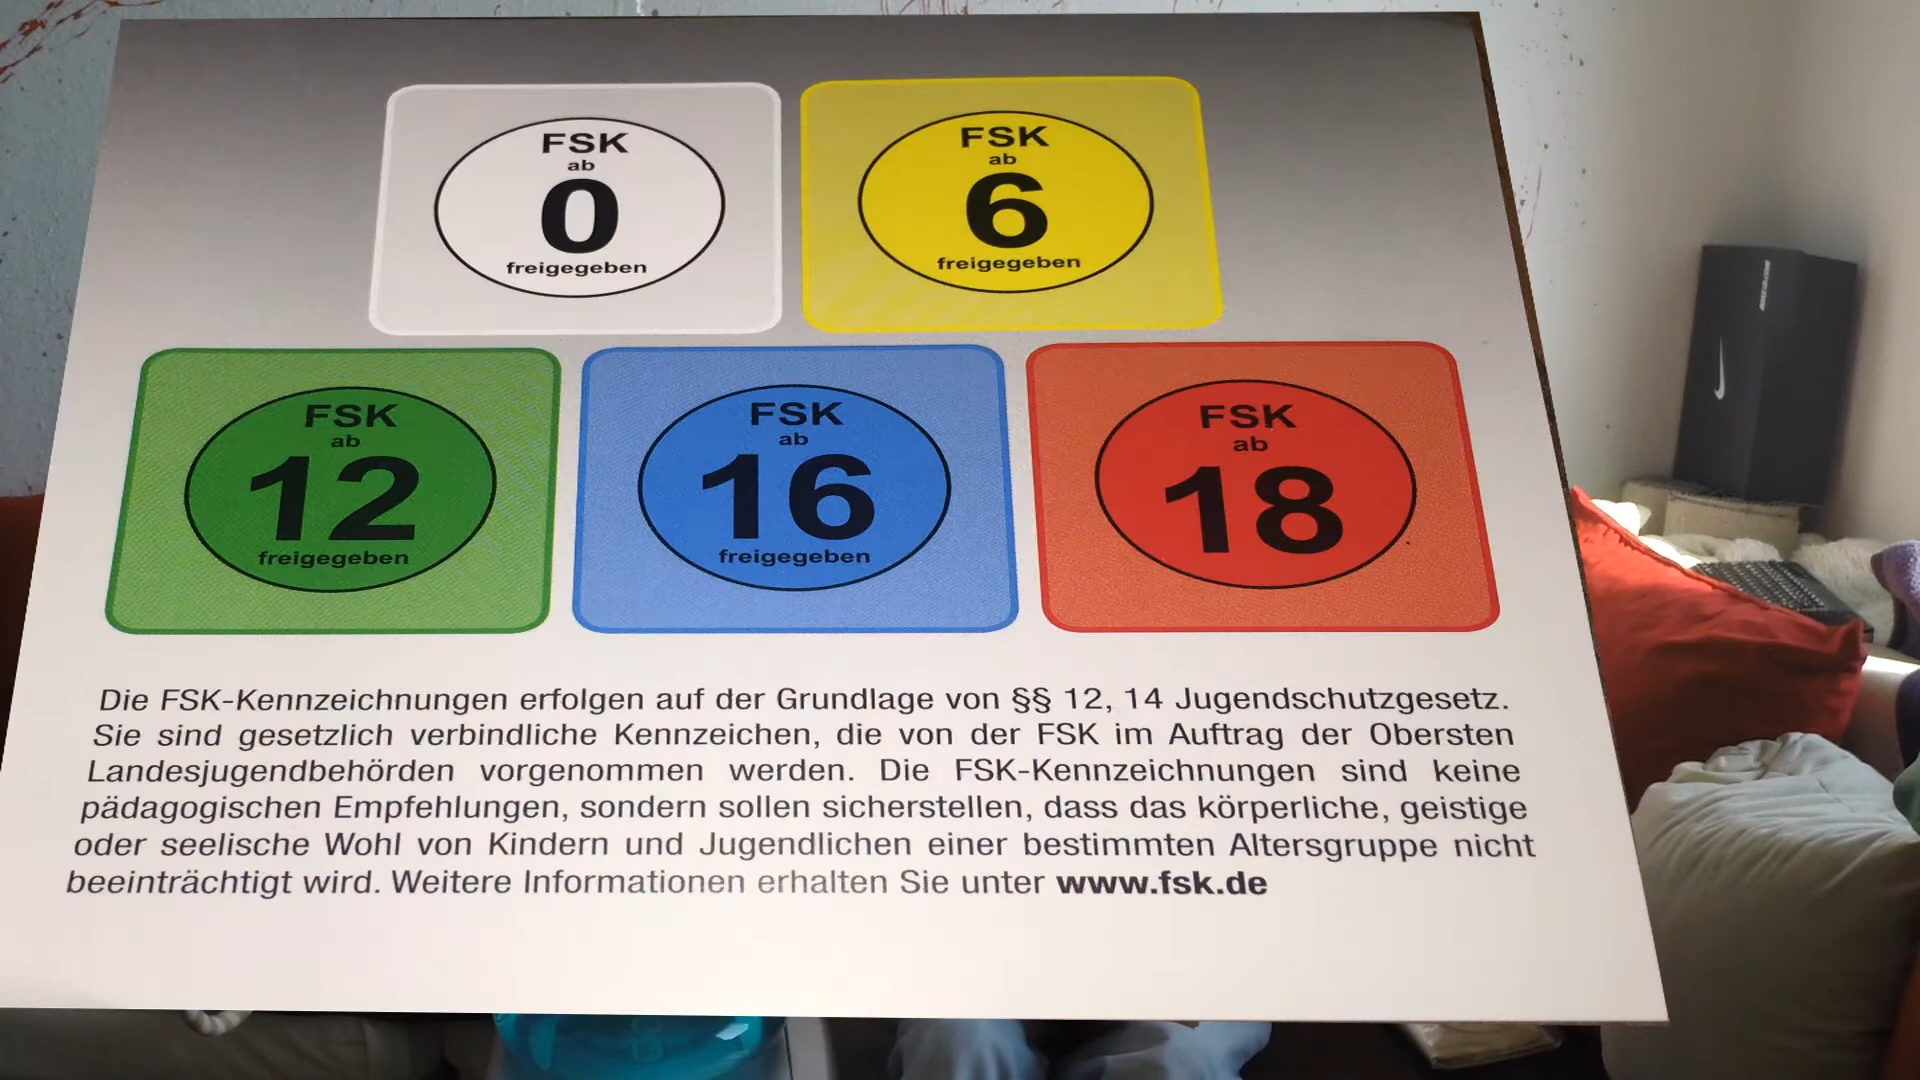 FSK
ab
0
freigegeben
FSK
ab
6
freigegeben
FSK
ab
12
freigegeben
FSK
ab
16
freigegeben
FSK
ab
18
Die FSK-Kennzeichnungen erfolgen auf der Grundlage von §§ 12, 14 Jugendschutzgesetz.
Sie sind gesetzlich verbindliche Kennzeichen, die von der FSK im Auftrag der Obersten
Landesjugendbehörden vorgenommen werden. Die FSK-Kennzeichnungen sind keine
pädagogischen Empfehlungen, sondern sollen sicherstellen, dass das körperliche, geistige
oder seelische Wohl von Kindern und Jugendlichen einer bestimmten Altersgruppe nicht
beeinträchtigt wird. Weitere Informationen erhalten Sie unter www.fsk.de